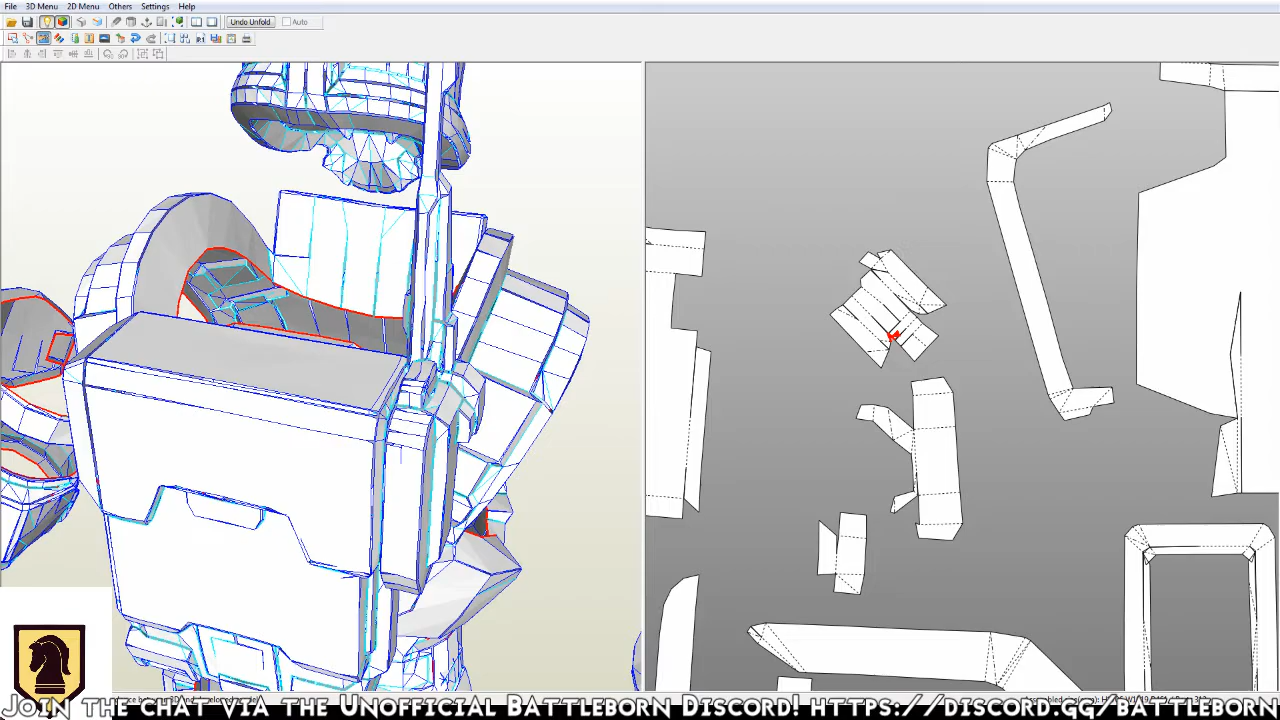 File 3D Menu Others 2D Menu Settings Help
Undo Unfold Auto
Join the chat via the Unofficial Battleborn Discord! https://discord.gg/battleborn